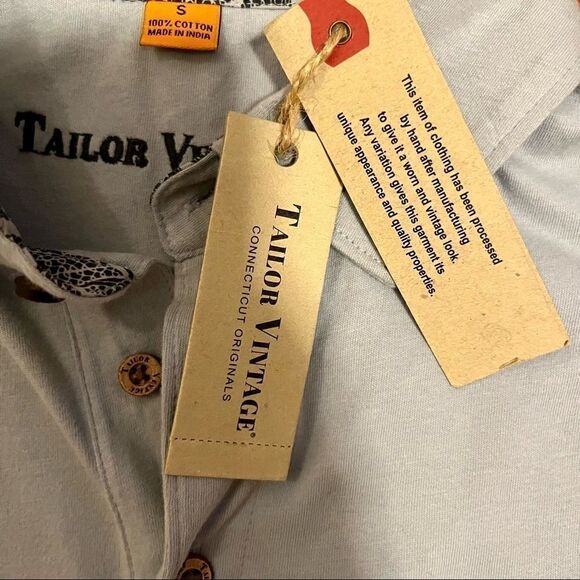 S
100% COTTON
MADE IN INDIA
TAILOR
TAILOR VINTAGE®
CONNECTICUT ORIGINALS
This item of clothing has been processed
by hand after manufacturing
to give it a worn and vintage look.
Any variation gives this garment its
unique appearance and quality properties.
TAILOR
VINTAGE